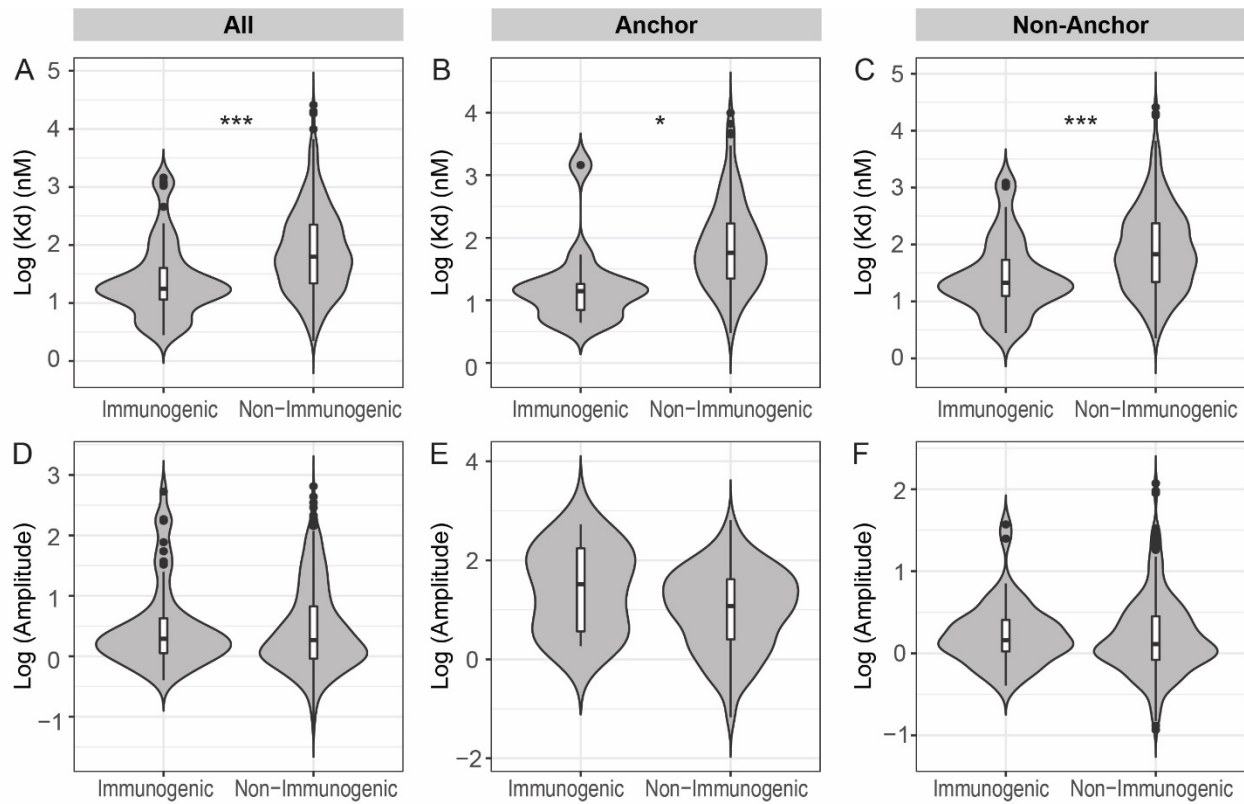 All
Anchor
Non-Anchor
A
5
4
3
2
1
0
Log (Kd) (nM)
***
Immunogenic
Non−Immunogenic
B
4
3
2
1
0
Log (Kd) (nM)
*
Immunogenic
Non−Immunogenic
C
5
4
3
2
1
0
Log (Kd) (nM)
***
Immunogenic
Non−Immunogenic
D
3
2
1
0
−1
Log (Amplitude)
Immunogenic
Non−Immunogenic
E
4
2
0
−2
Log (Amplitude)
Immunogenic
Non−Immunogenic
F
2
1
0
−1
Log (Amplitude)
Immunogenic
Non−Immunogenic